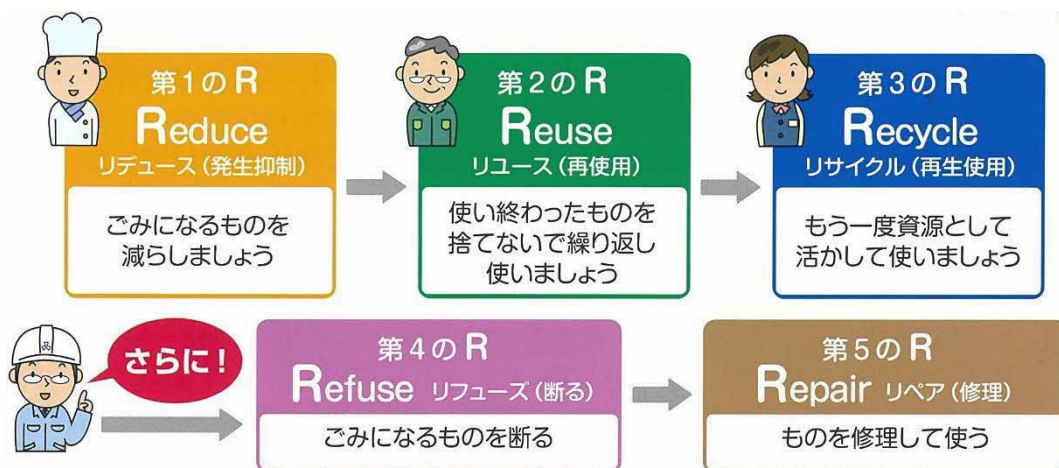 第1のR
Reduce
リデュース(発生抑制)
ごみになるものを
減らしましょう
第2のR
Reuse
リユース(再使用)
使い終わったものを
捨てないで繰り返し
使いましょう
第3のR
Recycle
リサイクル(再生使用)
もう一度資源として
活かして使いましょう
さらに!
第4のR
Refuse リフューズ(断る)
ごみになるものを断る
第5のR
Repair リペア(修理)
ものを修理して使う